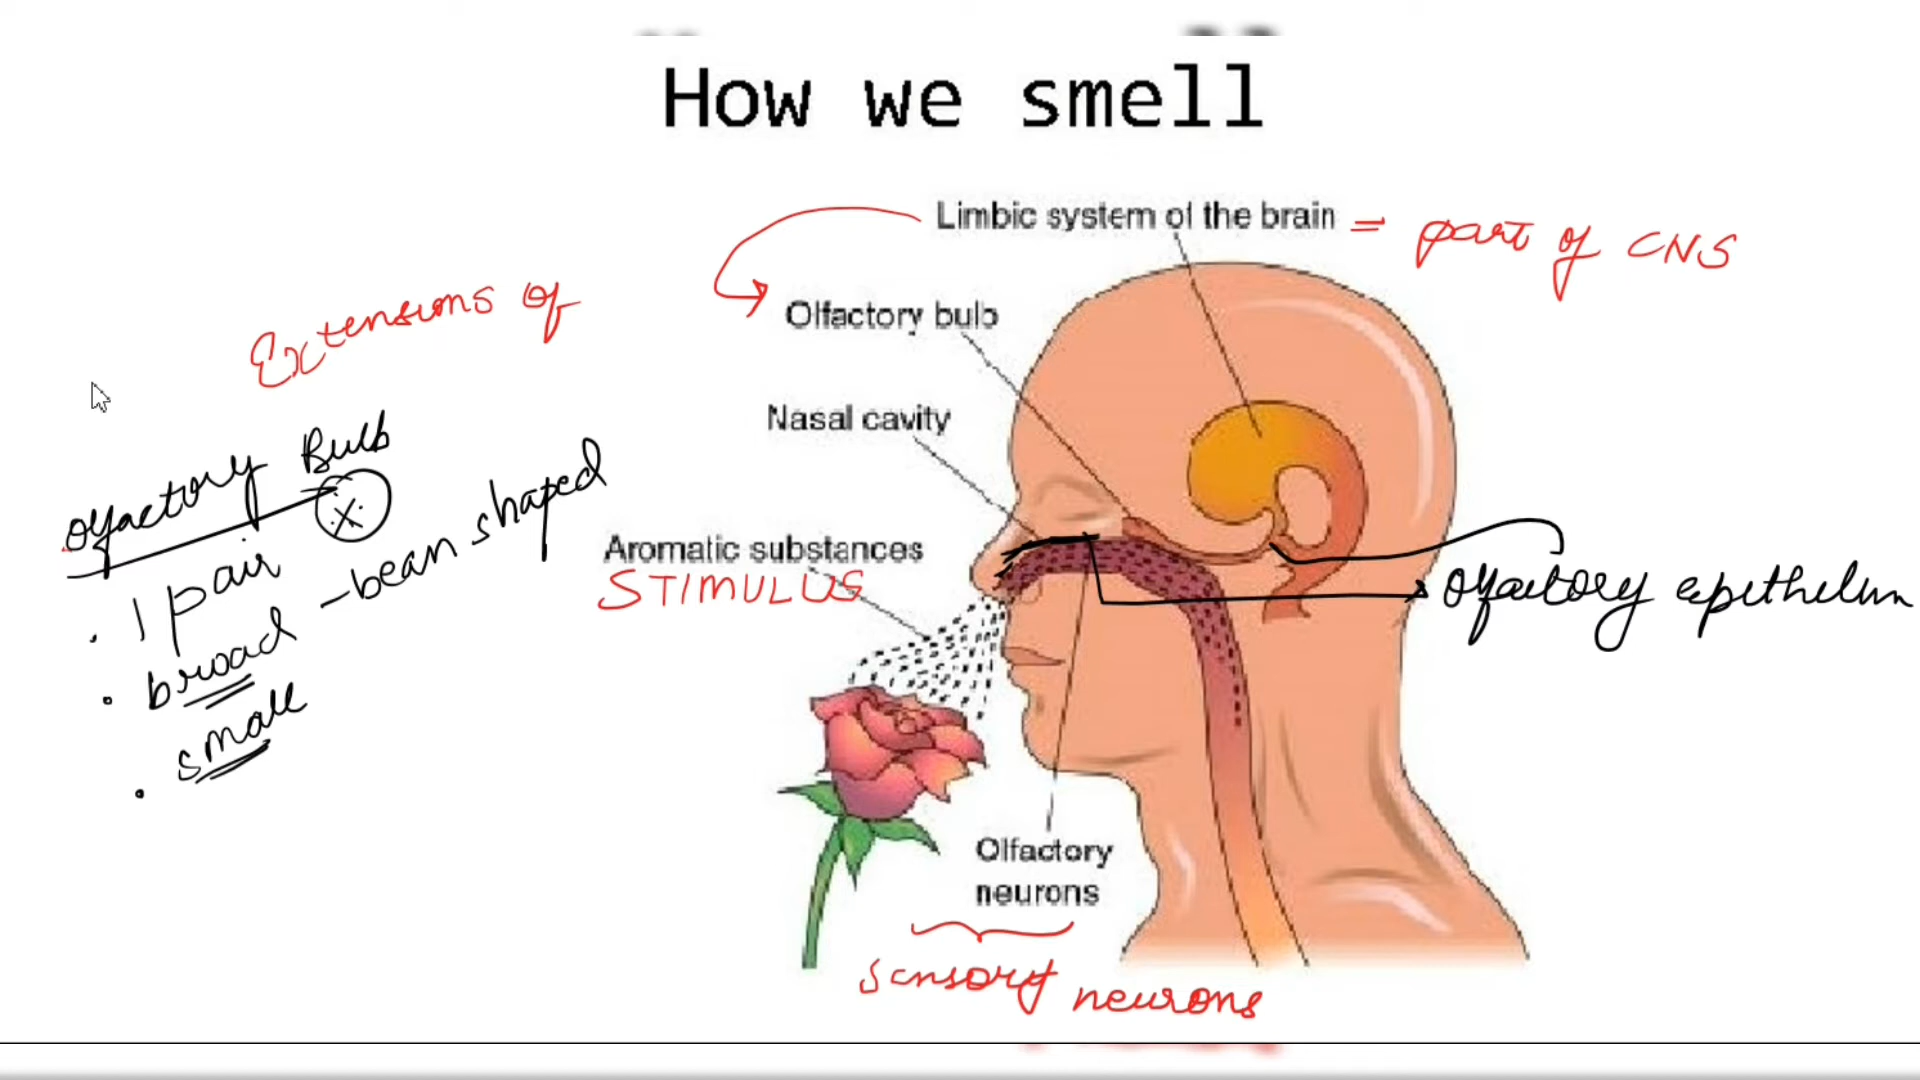 How we smell
Limbic system of the brain = part of CNS
Extensions of
Olfactory bulb
Nasal cavity
olfactory Bulb
Aromatic substances
STIMULUS
. 1 pair
. broad - bean shaped
. small
olfactory epithelium
Olfactory
neurons
sensory neurons